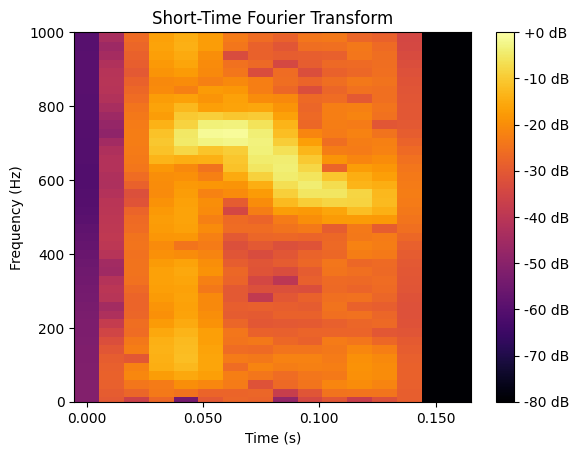 Short-Time Fourier Transform
1000
800
600
400
200
0
Frequency (Hz)
0.000
0.050
0.100
0.150
Time (s)
+0 dB
-10 dB
-20 dB
-30 dB
-40 dB
-50 dB
-60 dB
-70 dB
-80 dB